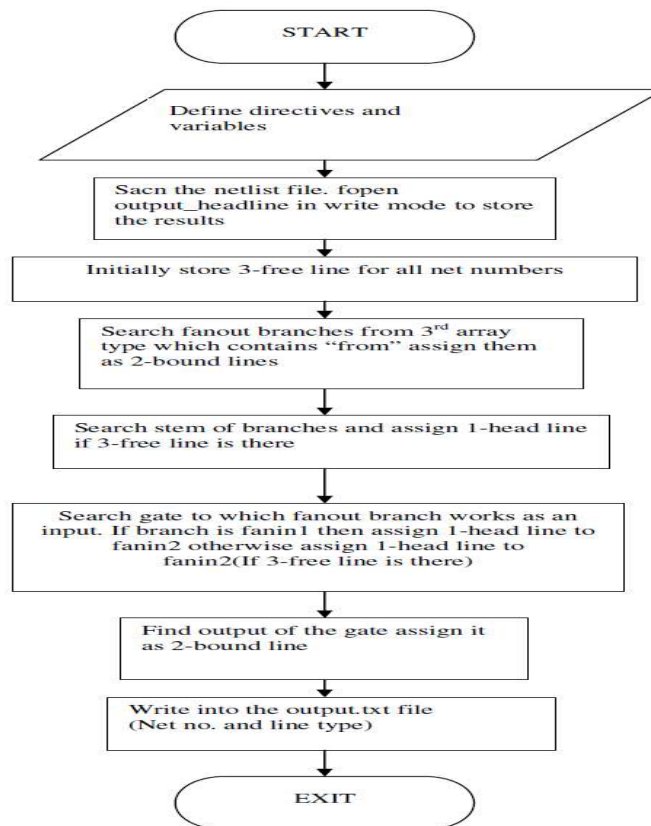 START
Define directives and
variables
Sacn the netlist file. fopen
output_headline in write mode to store
the results
Initially store 3-free line for all net numbers
Search fanout branches from 3rd array
type which contains “from” assign them
as 2-bound lines
Search stem of branches and assign 1-head line
if 3-free line is there
Search gate to which fanout branch works as an
input. If branch is fanin1 then assign 1-head line to
fanin2 otherwise assign 1-head line to
fanin2(If 3-free line is there)
Find output of the gate assign it
as 2-bound line
Write into the output.txt file
(Net no. and line type)
EXIT